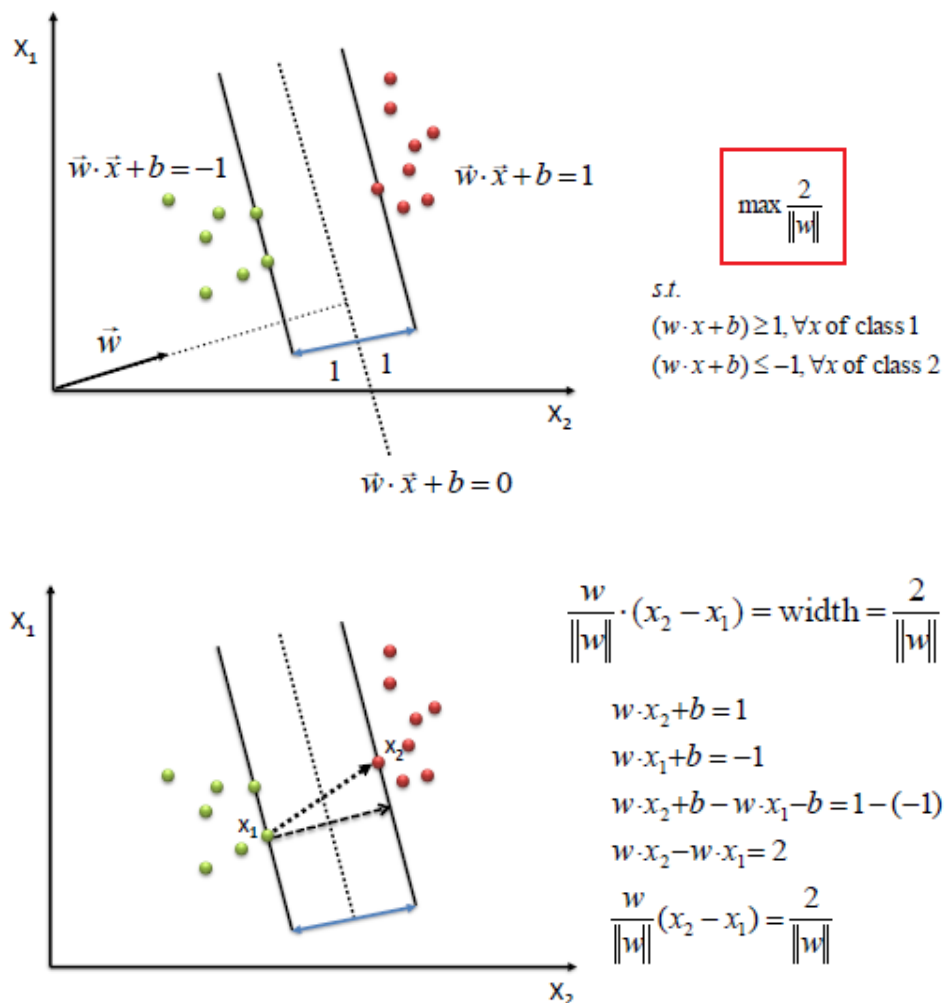 X₁
w⃗ · x⃗ + b = −1
w⃗ · x⃗ + b = 1
max 2/‖w‖
s.t.
(w · x + b) ≥ 1, ∀x of class 1
(w · x + b) ≤ −1, ∀x of class 2
w⃗
1 1
X₂
w⃗ · x⃗ + b = 0
X₁
w/‖w‖ · (x₂ − x₁) = width = 2/‖w‖
w · x₂ + b = 1
w · x₁ + b = −1
w · x₂ + b − w · x₁ − b = 1 − (−1)
w · x₂ − w · x₁ = 2
w/‖w‖ (x₂ − x₁) = 2/‖w‖
x₂
x₁
X₂